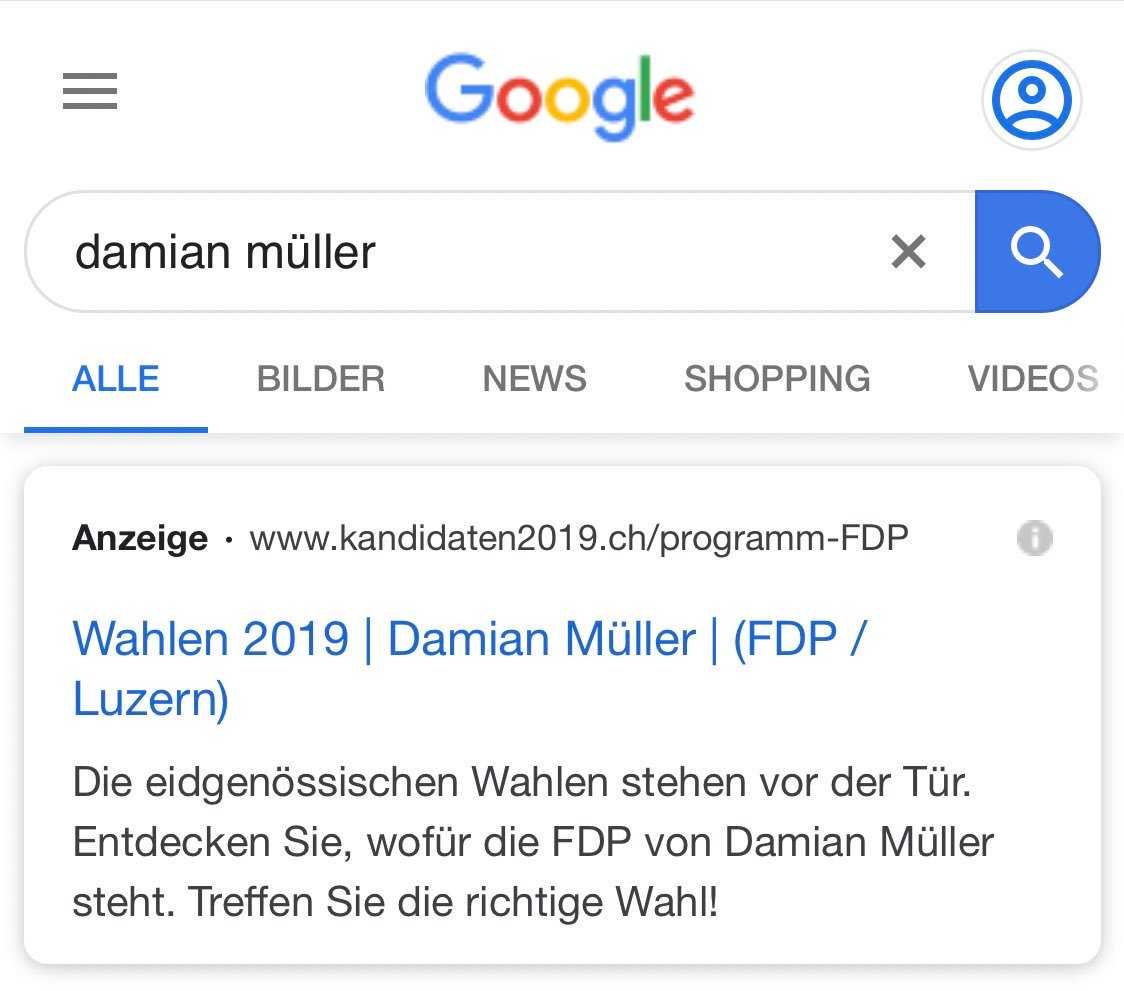 Google
damian müller
ALLE BILDER NEWS SHOPPING VIDEOS
Anzeige · www.kandidaten2019.ch/programm-FDP
Wahlen 2019 | Damian Müller | (FDP /
Luzern)
Die eidgenössischen Wahlen stehen vor der Tür.
Entdecken Sie, wofür die FDP von Damian Müller
steht. Treffen Sie die richtige Wahl!